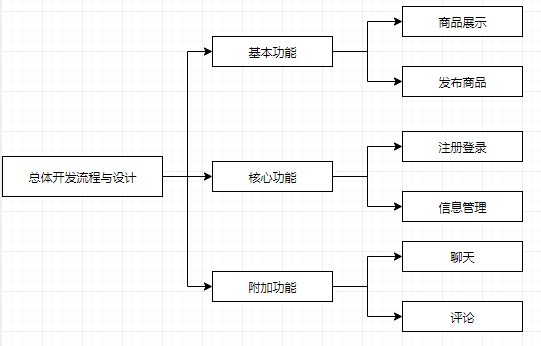 总体开发流程与设计
基本功能
商品展示
发布商品
核心功能
注册登录
信息管理
附加功能
聊天
评论